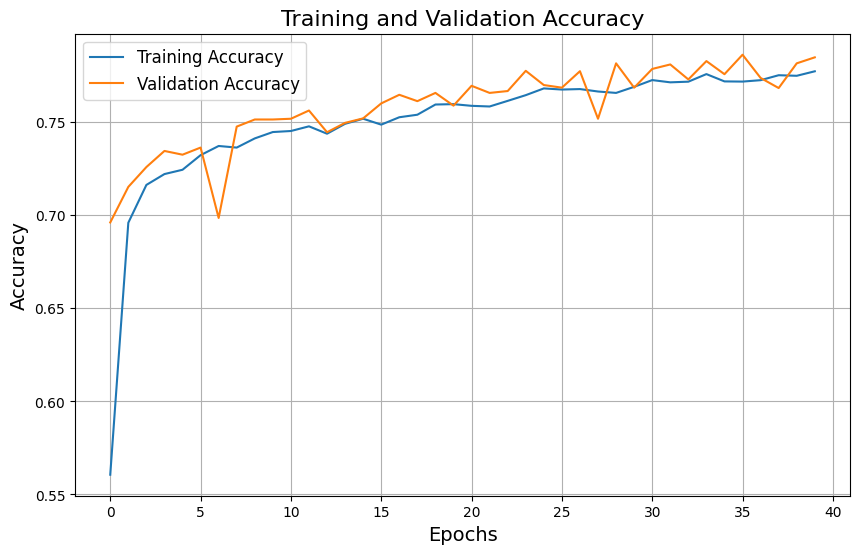 Training and Validation Accuracy
Training Accuracy
Validation Accuracy
Accuracy
0.75
0.70
0.65
0.60
0.55
0 5 10 15 20 25 30 35 40
Epochs